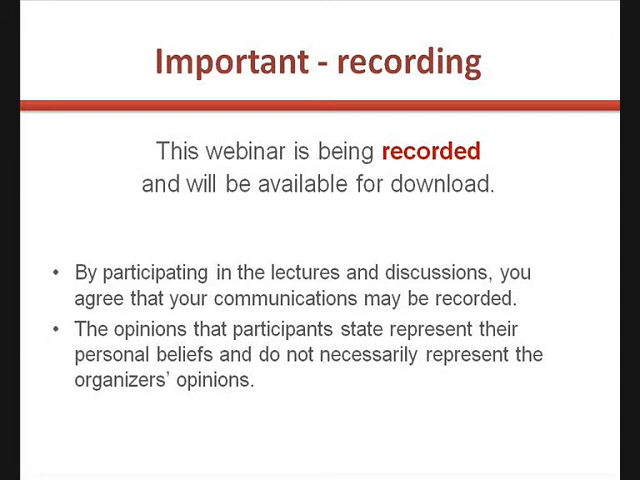 Important - recording
This webinar is being recorded
and will be available for download.
• By participating in the lectures and discussions, you
agree that your communications may be recorded.
• The opinions that participants state represent their
personal beliefs and do not necessarily represent the
organizers’ opinions.